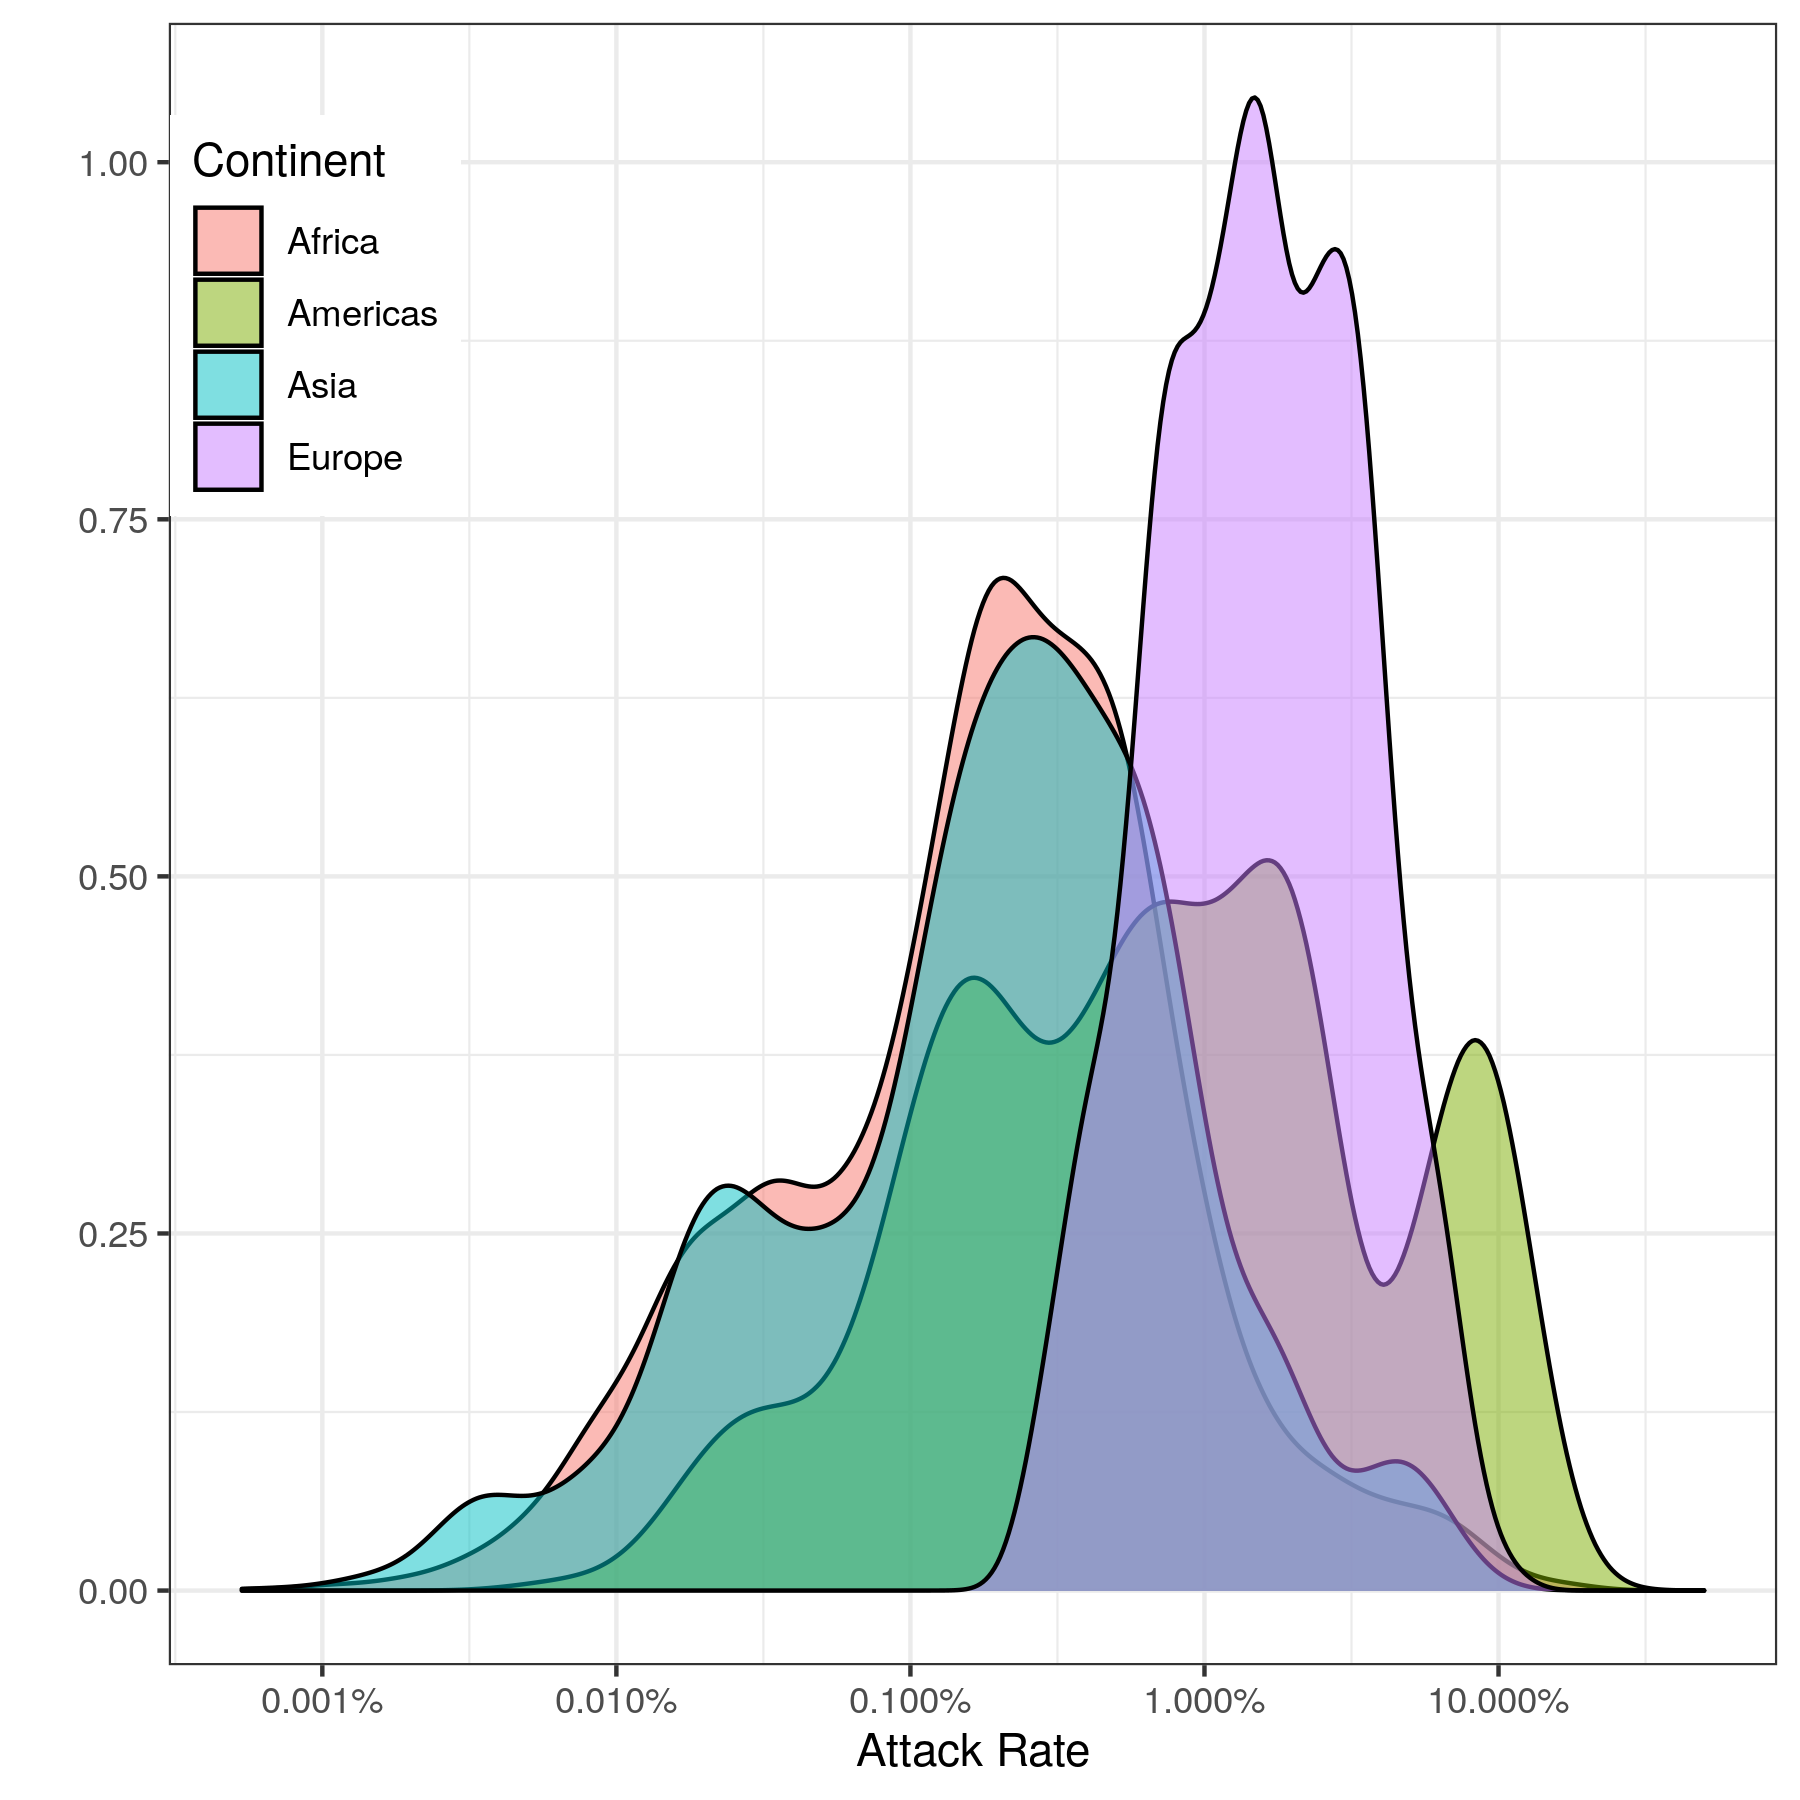 Continent
Africa
Americas
Asia
Europe
1.00
0.75
0.50
0.25
0.00
0.001% 0.010% 0.100% 1.000% 10.000%
Attack Rate